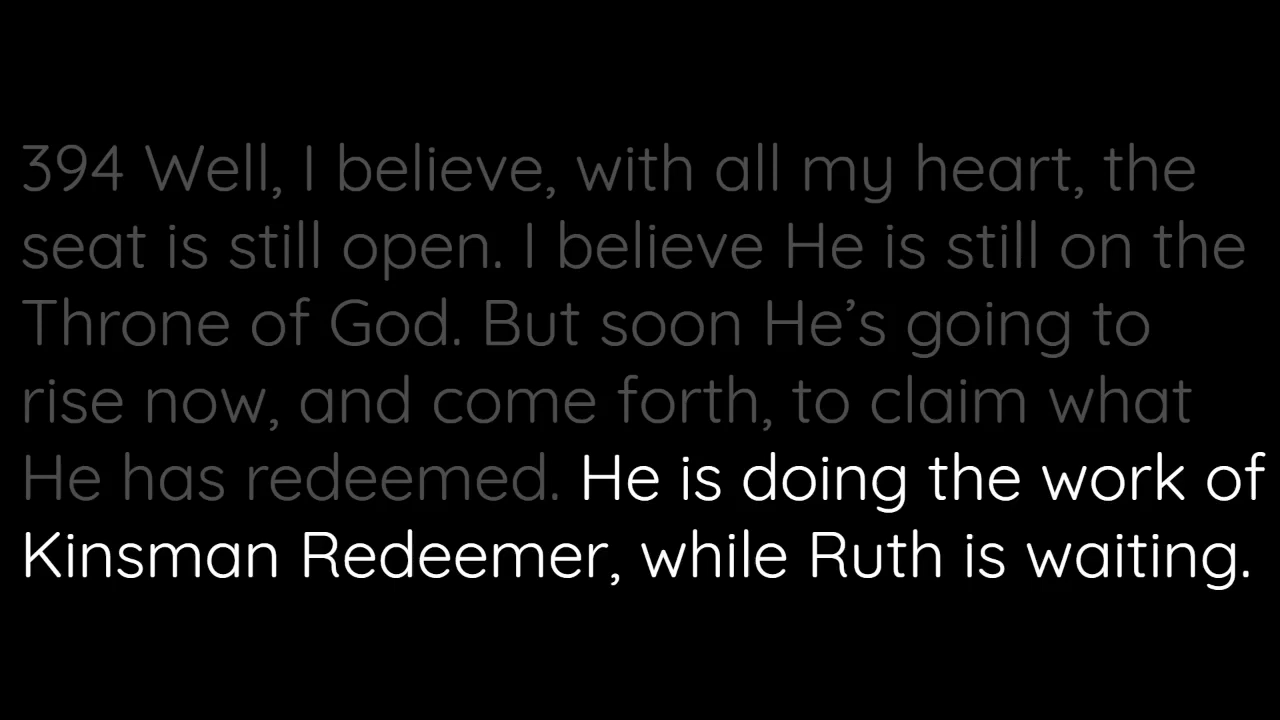 394 Well, I believe, with all my heart, the
seat is still open. I believe He is still on the
Throne of God. But soon He’s going to
rise now, and come forth, to claim what
He has redeemed. He is doing the work of
Kinsman Redeemer, while Ruth is waiting.